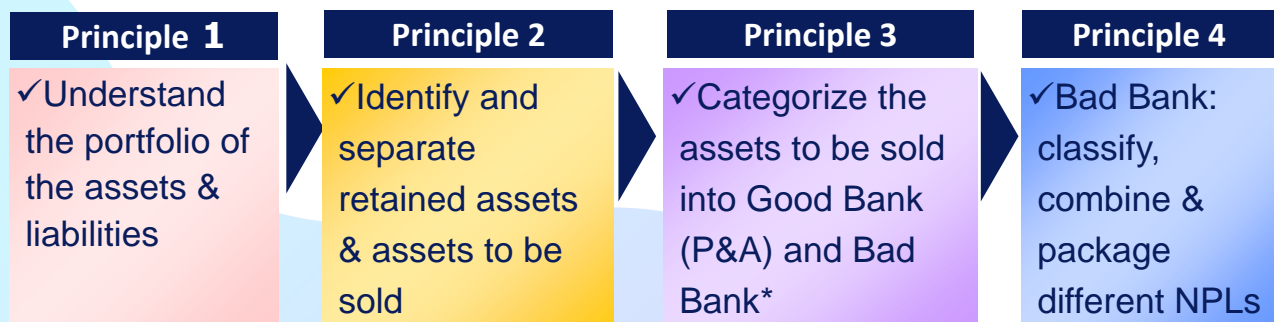 Principle 1
✓Understand
the portfolio of
the assets &
liabilities
Principle 2
✓Identify and
separate
retained assets
& assets to be
sold
Principle 3
✓Categorize the
assets to be sold
into Good Bank
(P&A) and Bad
Bank*
Principle 4
✓Bad Bank:
classify,
combine &
package
different NPLs